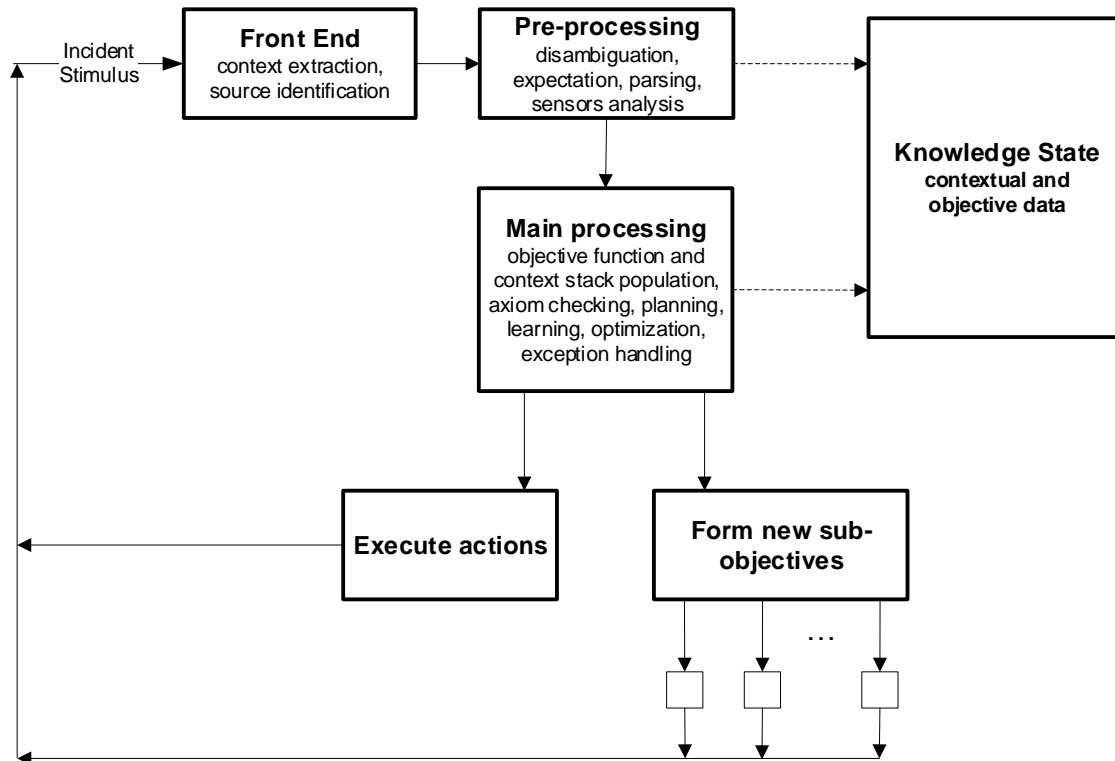 Incident
Stimulus
Front End
context extraction,
source identification
Pre-processing
disambiguation,
expectation, parsing,
sensors analysis
Knowledge State
contextual and
objective data
Main processing
objective function and
context stack population,
axiom checking, planning,
learning, optimization,
exception handling
Execute actions
Form new sub-
objectives
...